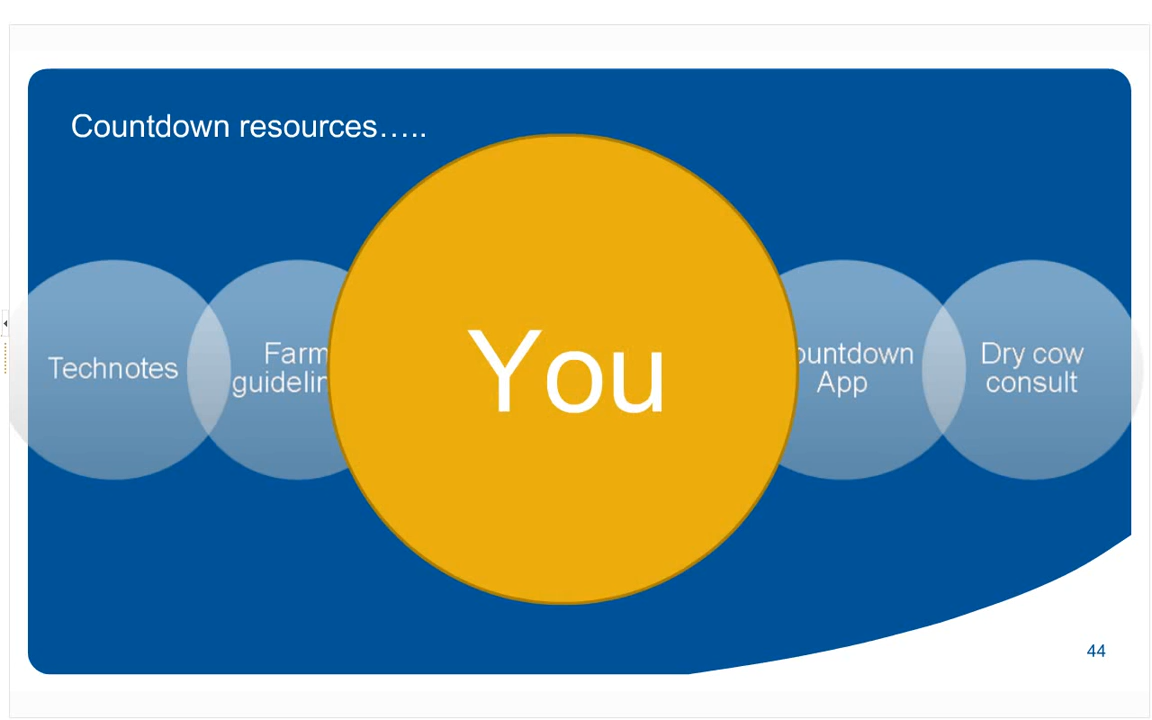 Countdown resources…..
Technotes
Farm
You
App
Dry cow
consult
44